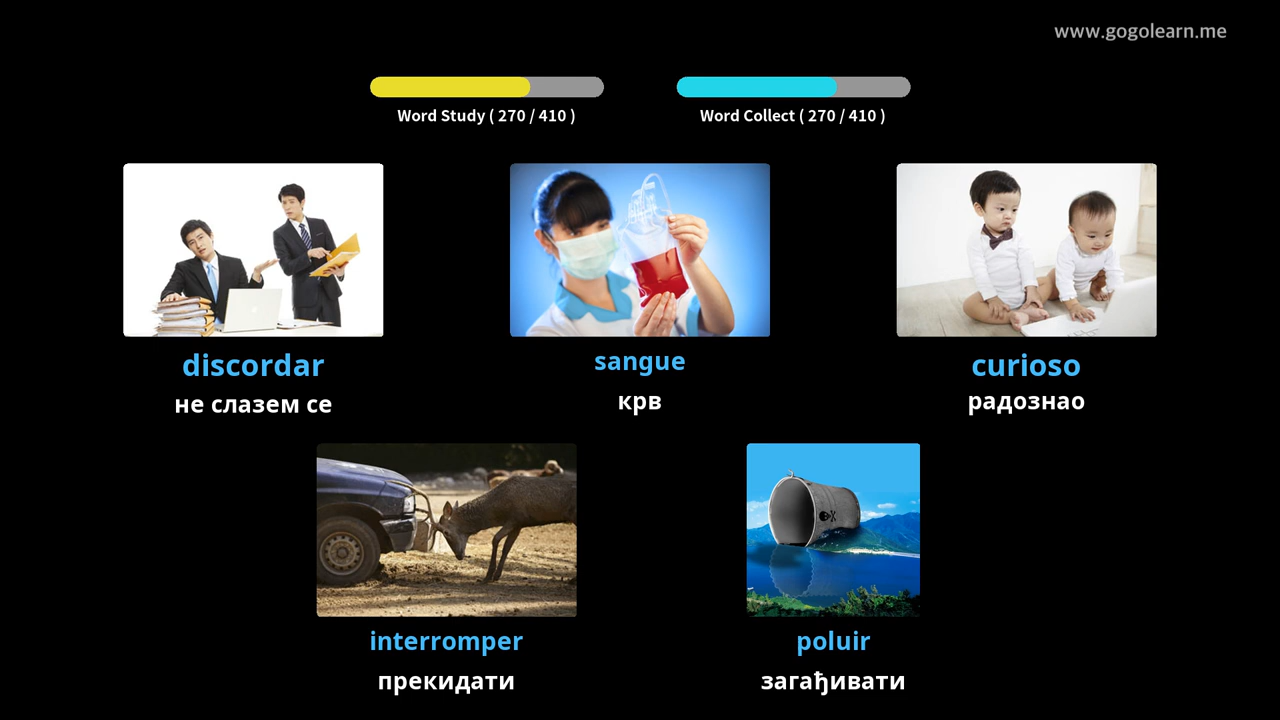 www.gogolearn.me
Word Study ( 270 / 410 )
Word Collect ( 270 / 410 )
discordar
не слазем се
sangue
крв
curioso
радознао
interromper
прекидати
poluir
загађивати